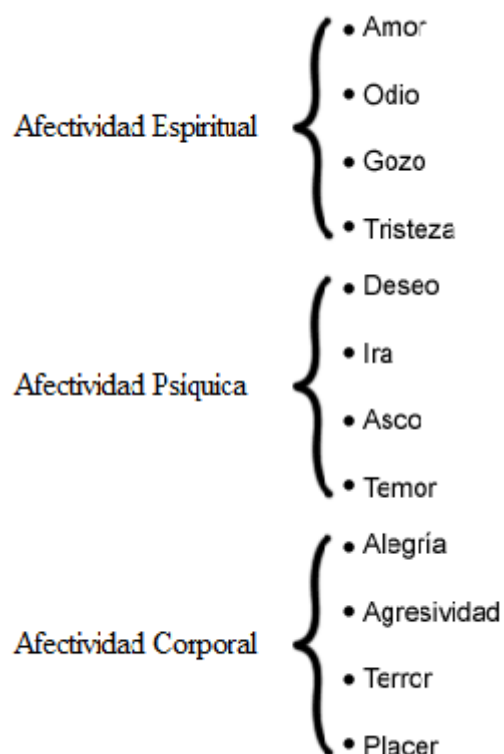 Afectividad Espiritual
• Amor
• Odio
• Gozo
• Tristeza
Afectividad Psíquica
• Deseo
• Ira
• Asco
• Temor
Afectividad Corporal
• Alegría
• Agresividad
• Terror
• Placer